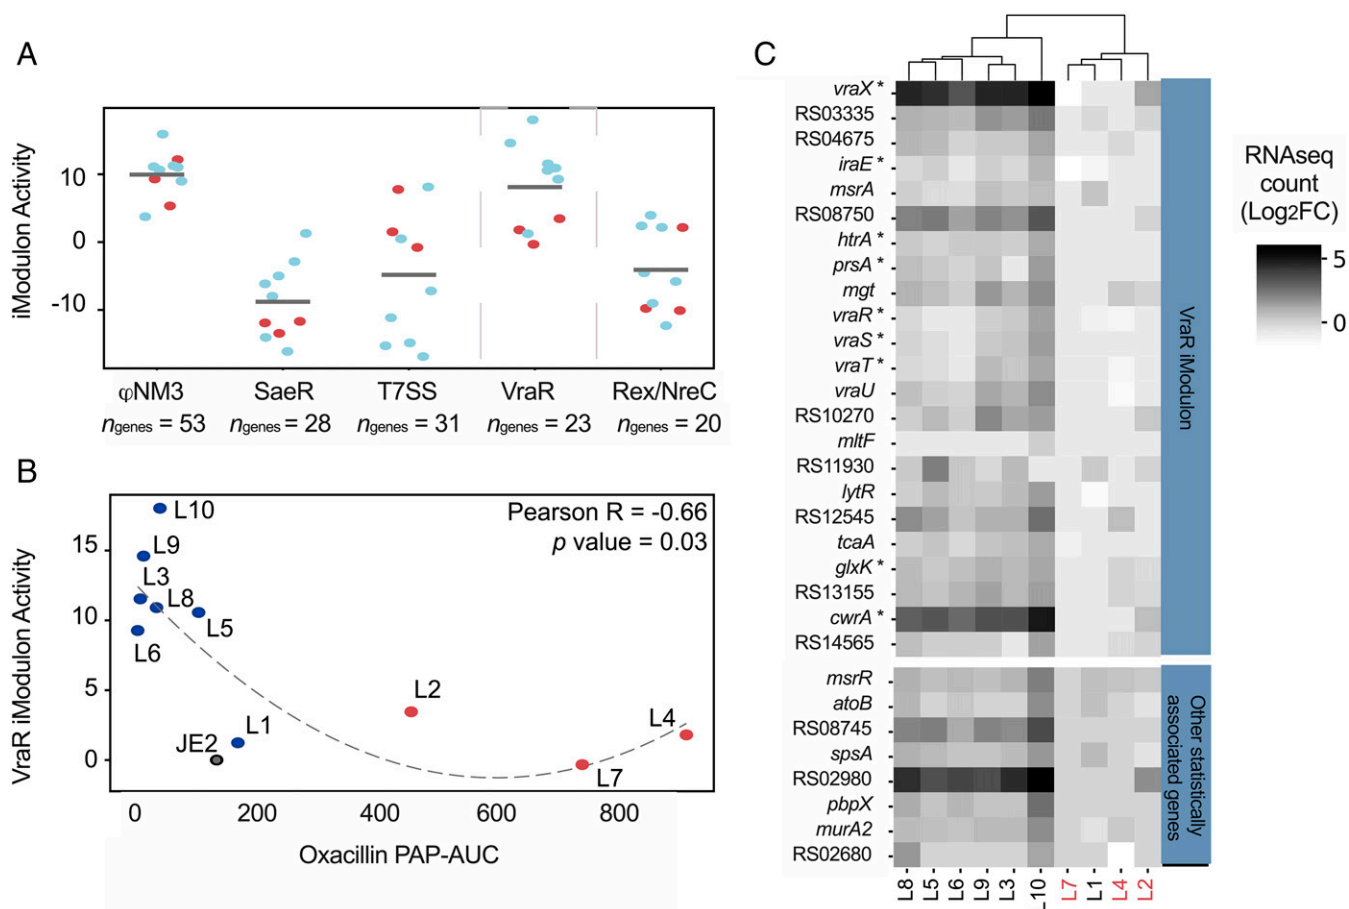 A
iModulon Activity
10
0
-10
φNM3
SaeR
T7SS
VraR
Rex/NreC
ngenes = 53
ngenes = 28
ngenes = 31
ngenes = 23
ngenes = 20
B
VraR iModulon Activity
15
10
5
0
L10
L9
L3
L8
L5
L6
L1
JE2
L2
L7
L4
Pearson R = -0.66
p value = 0.03
0
200
400
600
800
Oxacillin PAP-AUC
C
vraX *
RS03335
RS04675
iraE *
msrA
RS08750
htrA *
prsA *
mgt
vraR *
vraS *
vraT *
vraU
RS10270
mltF
RS11930
lytR
RS12545
tcaA
glxK *
RS13155
cwrA *
RS14565
msrR
atoB
RS08745
spsA
RS02980
pbpX
murA2
RS02680
L8
L5
L6
L9
L3
L10
L7
L1
L4
L2
VraR iModulon
Other statistically
associated genes
RNAseq
count
(Log2FC)
5
0